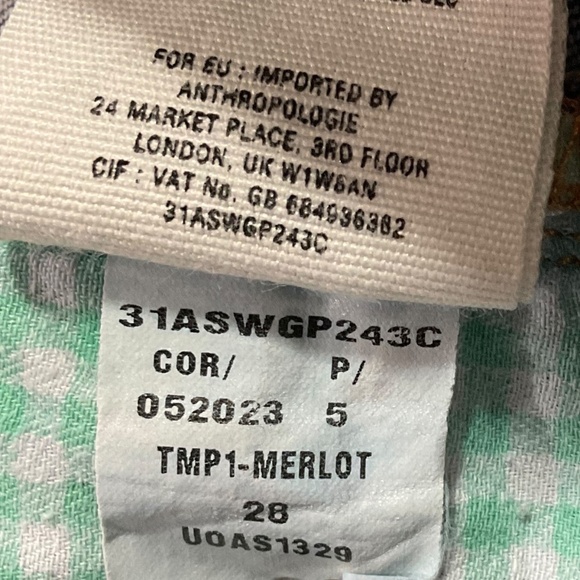 FOR EU : IMPORTED BY
ANTHROPOLOGIE
24 MARKET PLACE, 3RD FLOOR
LONDON, UK W1W8AN
CIF : VAT No. GB 684936362
31ASWGP243C
31ASWGP243C
COR/ P/
052023 5
TMP1-MERLOT
28
UOAS1329